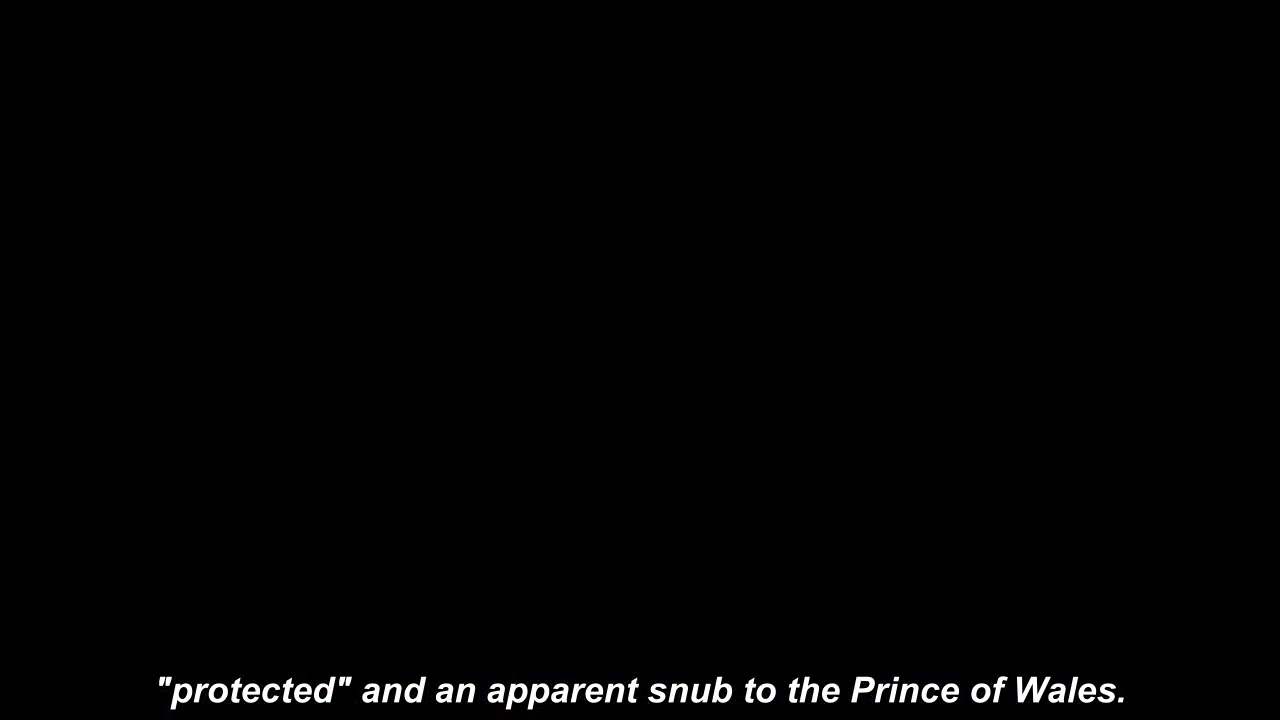 "protected" and an apparent snub to the Prince of Wales.